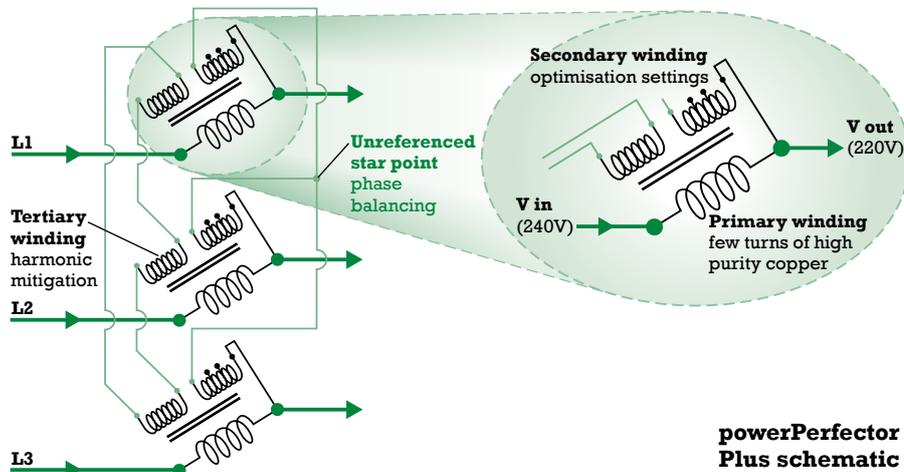 Secondary winding
optimisation settings
V out
(220V)
L1
Unreferenced
star point
phase
balancing
V in
(240V)
Primary winding
few turns of high
purity copper
Tertiary
winding
harmonic
mitigation
L2
L3
powerPerfector
Plus schematic